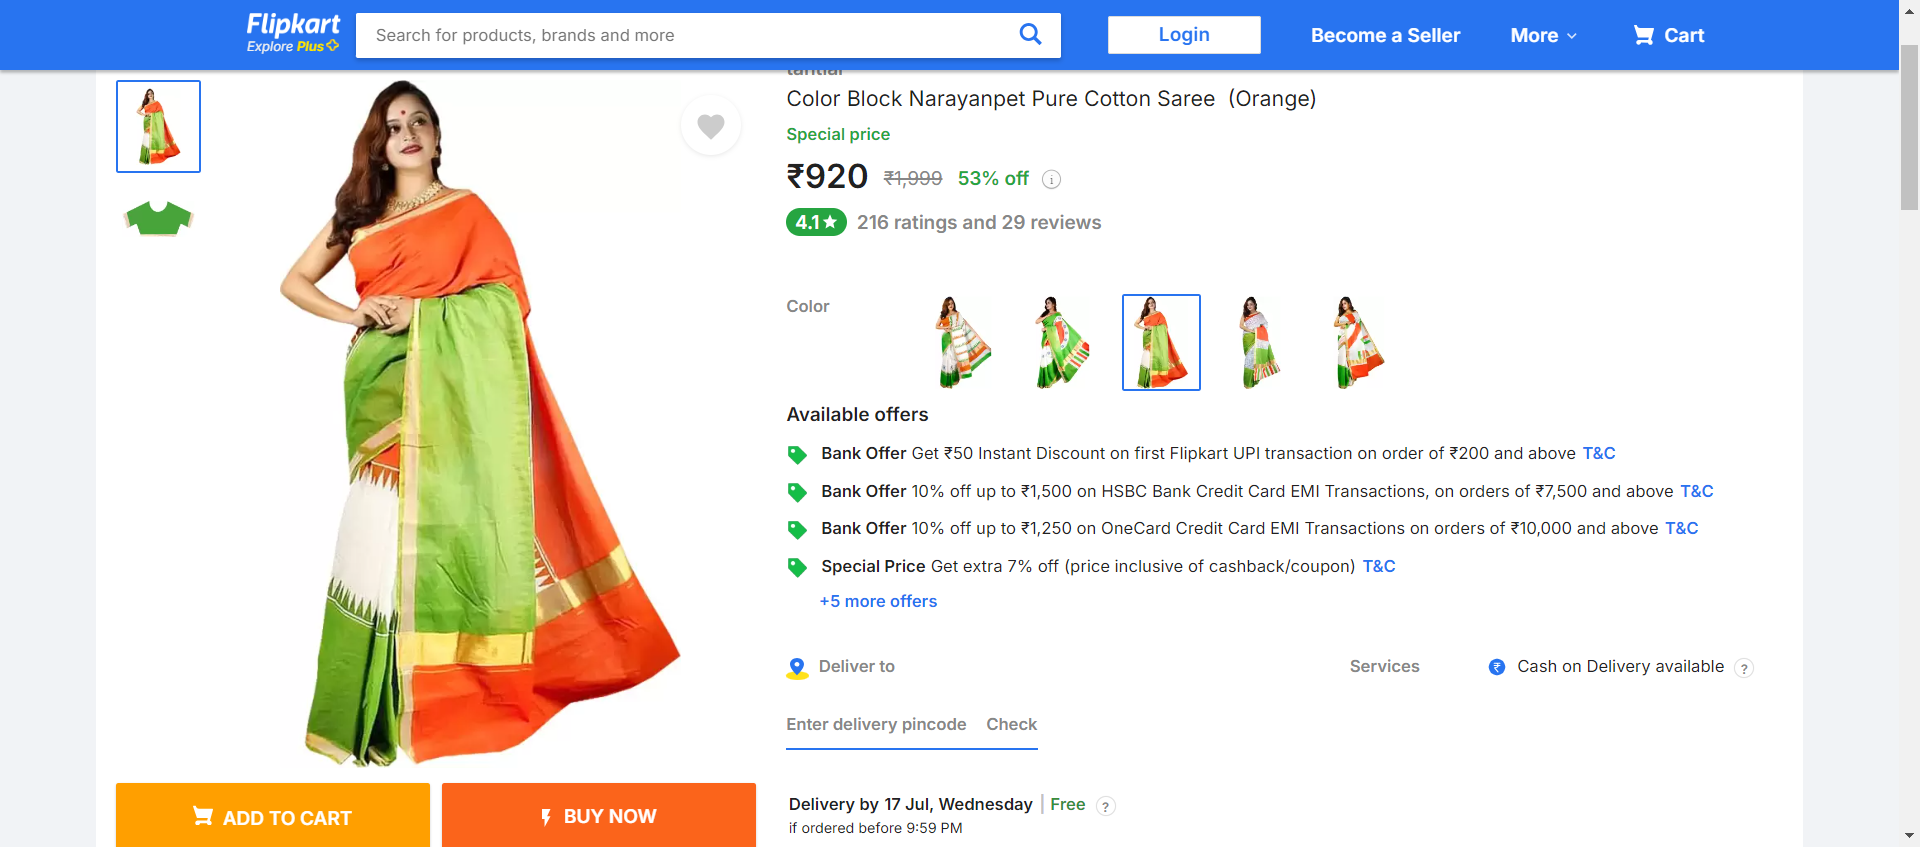 Flipkart
Explore Plus
Search for products, brands and more
Login
Become a Seller
More
Cart
Color Block Narayanpet Pure Cotton Saree (Orange)
Special price
₹920 ₹1,999 53% off
4.1★ 216 ratings and 29 reviews
Color
Available offers
Bank Offer Get ₹50 Instant Discount on first Flipkart UPI transaction on order of ₹200 and above T&C
Bank Offer 10% off up to ₹1,500 on HSBC Bank Credit Card EMI Transactions, on orders of ₹7,500 and above T&C
Bank Offer 10% off up to ₹1,250 on OneCard Credit Card EMI Transactions on orders of ₹10,000 and above T&C
Special Price Get extra 7% off (price inclusive of cashback/coupon) T&C
+5 more offers
Deliver to
Services
₹ Cash on Delivery available ?
Enter delivery pincode Check
ADD TO CART
BUY NOW
Delivery by 17 Jul, Wednesday | Free ?
if ordered before 9:59 PM